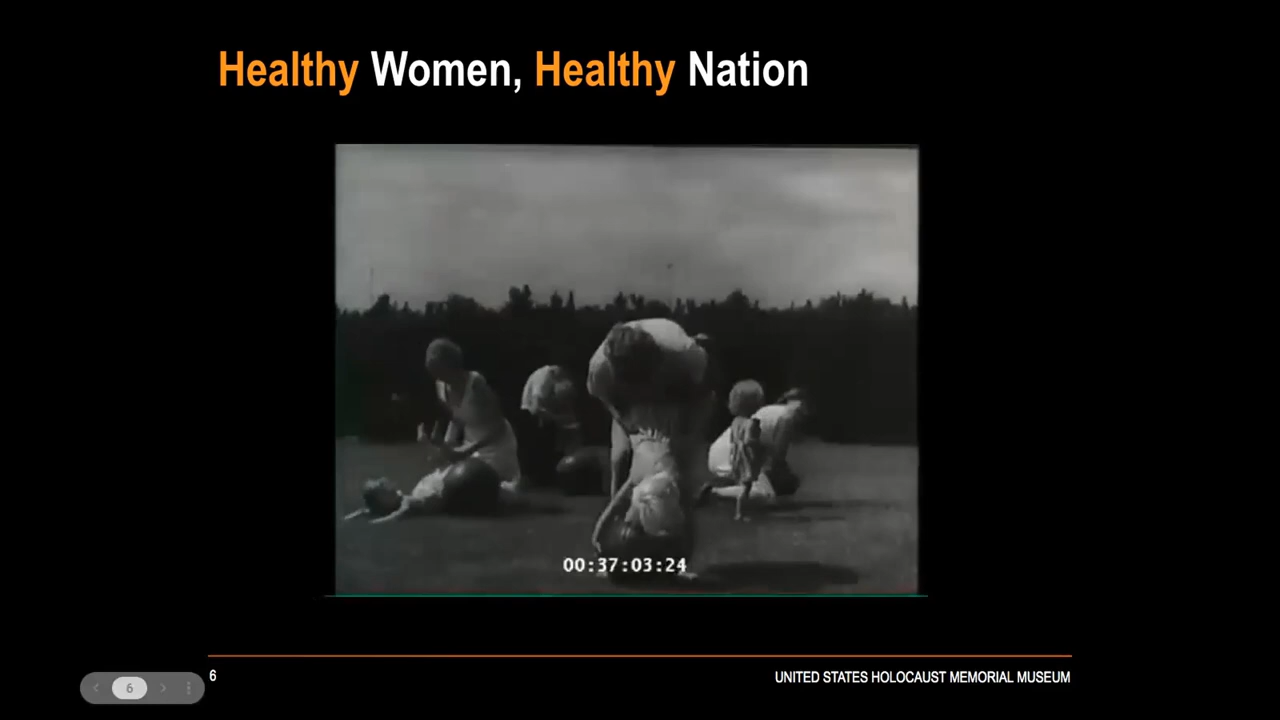 Healthy Women, Healthy Nation
00:37:03:24
6
UNITED STATES HOLOCAUST MEMORIAL MUSEUM
6